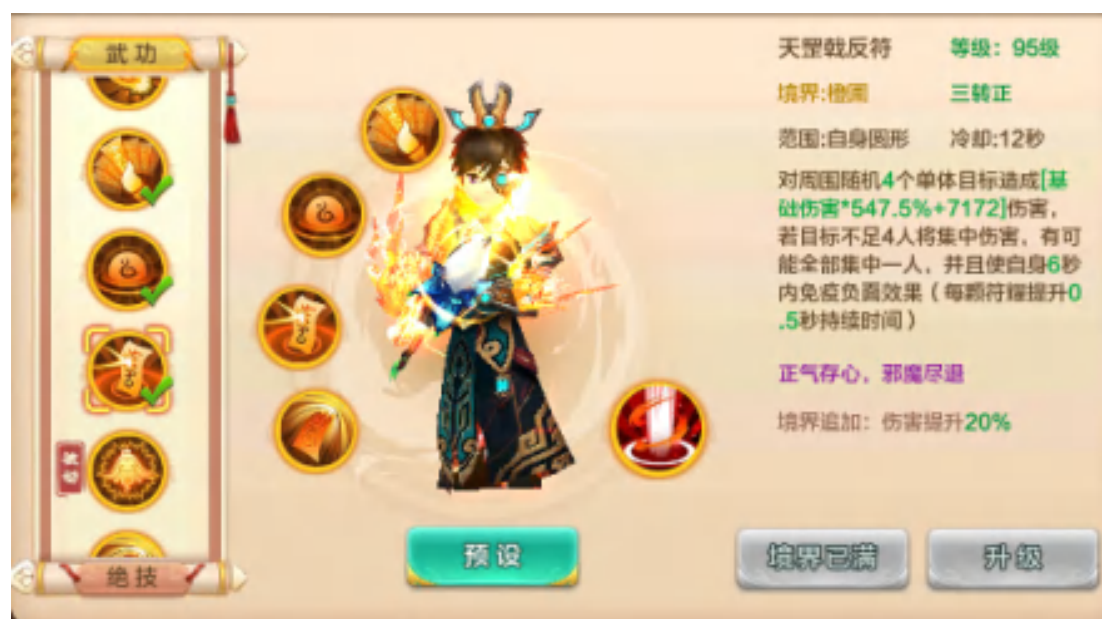 武功
天罡戟反符 等级：95级
境界:橙圆 三转正
范围:自身圆形 冷却:12秒
对周围随机4个单体目标造成[基
础伤害*547.5%+7172]伤害，
若目标不足4人将集中伤害，有可
能全部集中一人，并且使自身6秒
内免疫负面效果（每颗符耀提升0
.5秒持续时间）
正气存心，邪魔尽退
境界追加：伤害提升20%
预设
境界已满
升级
绝技